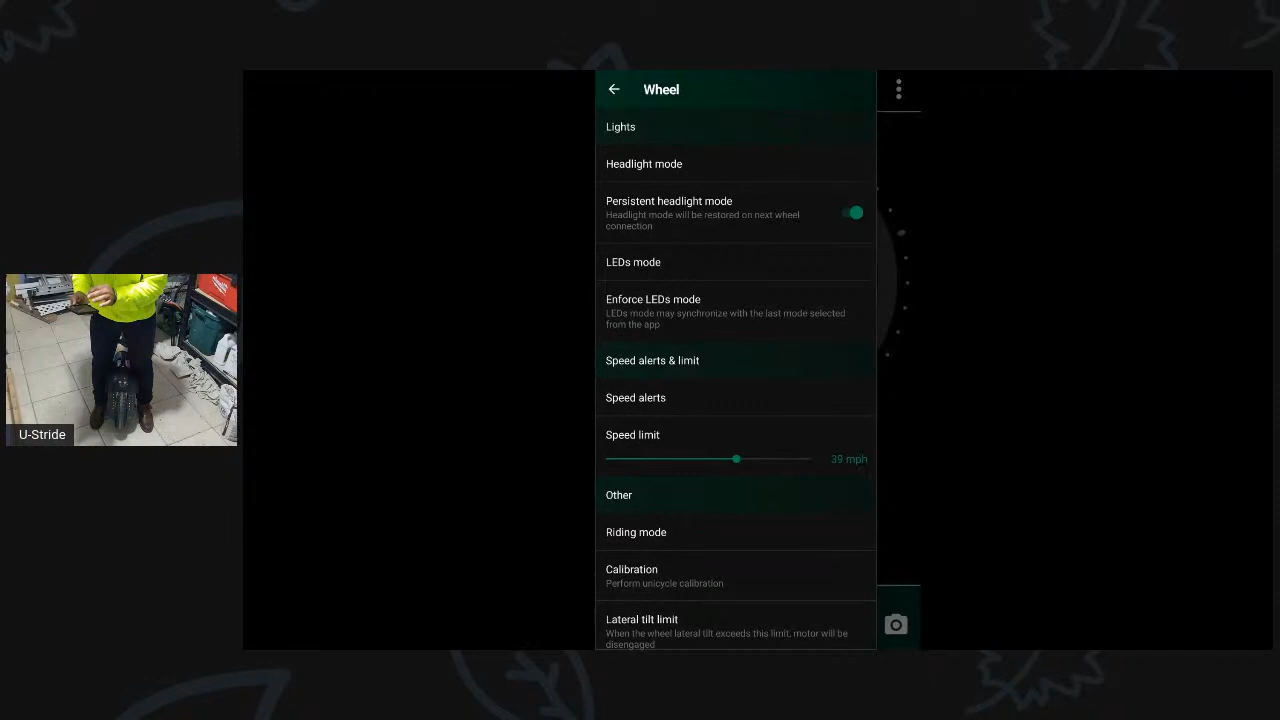 Wheel
Lights
Headlight mode
Persistent headlight mode
Headlight mode will be restored on next wheel
connection
LEDs mode
Enforce LEDs mode
LEDs mode may synchronize with the last mode selected
from the app
Speed alerts & limit
Speed alerts
Speed limit
39 mph
Other
Riding mode
Calibration
Perform unicycle calibration
Lateral tilt limit
When the wheel lateral tilt exceeds this limit, motor will be
disengaged
U-Stride